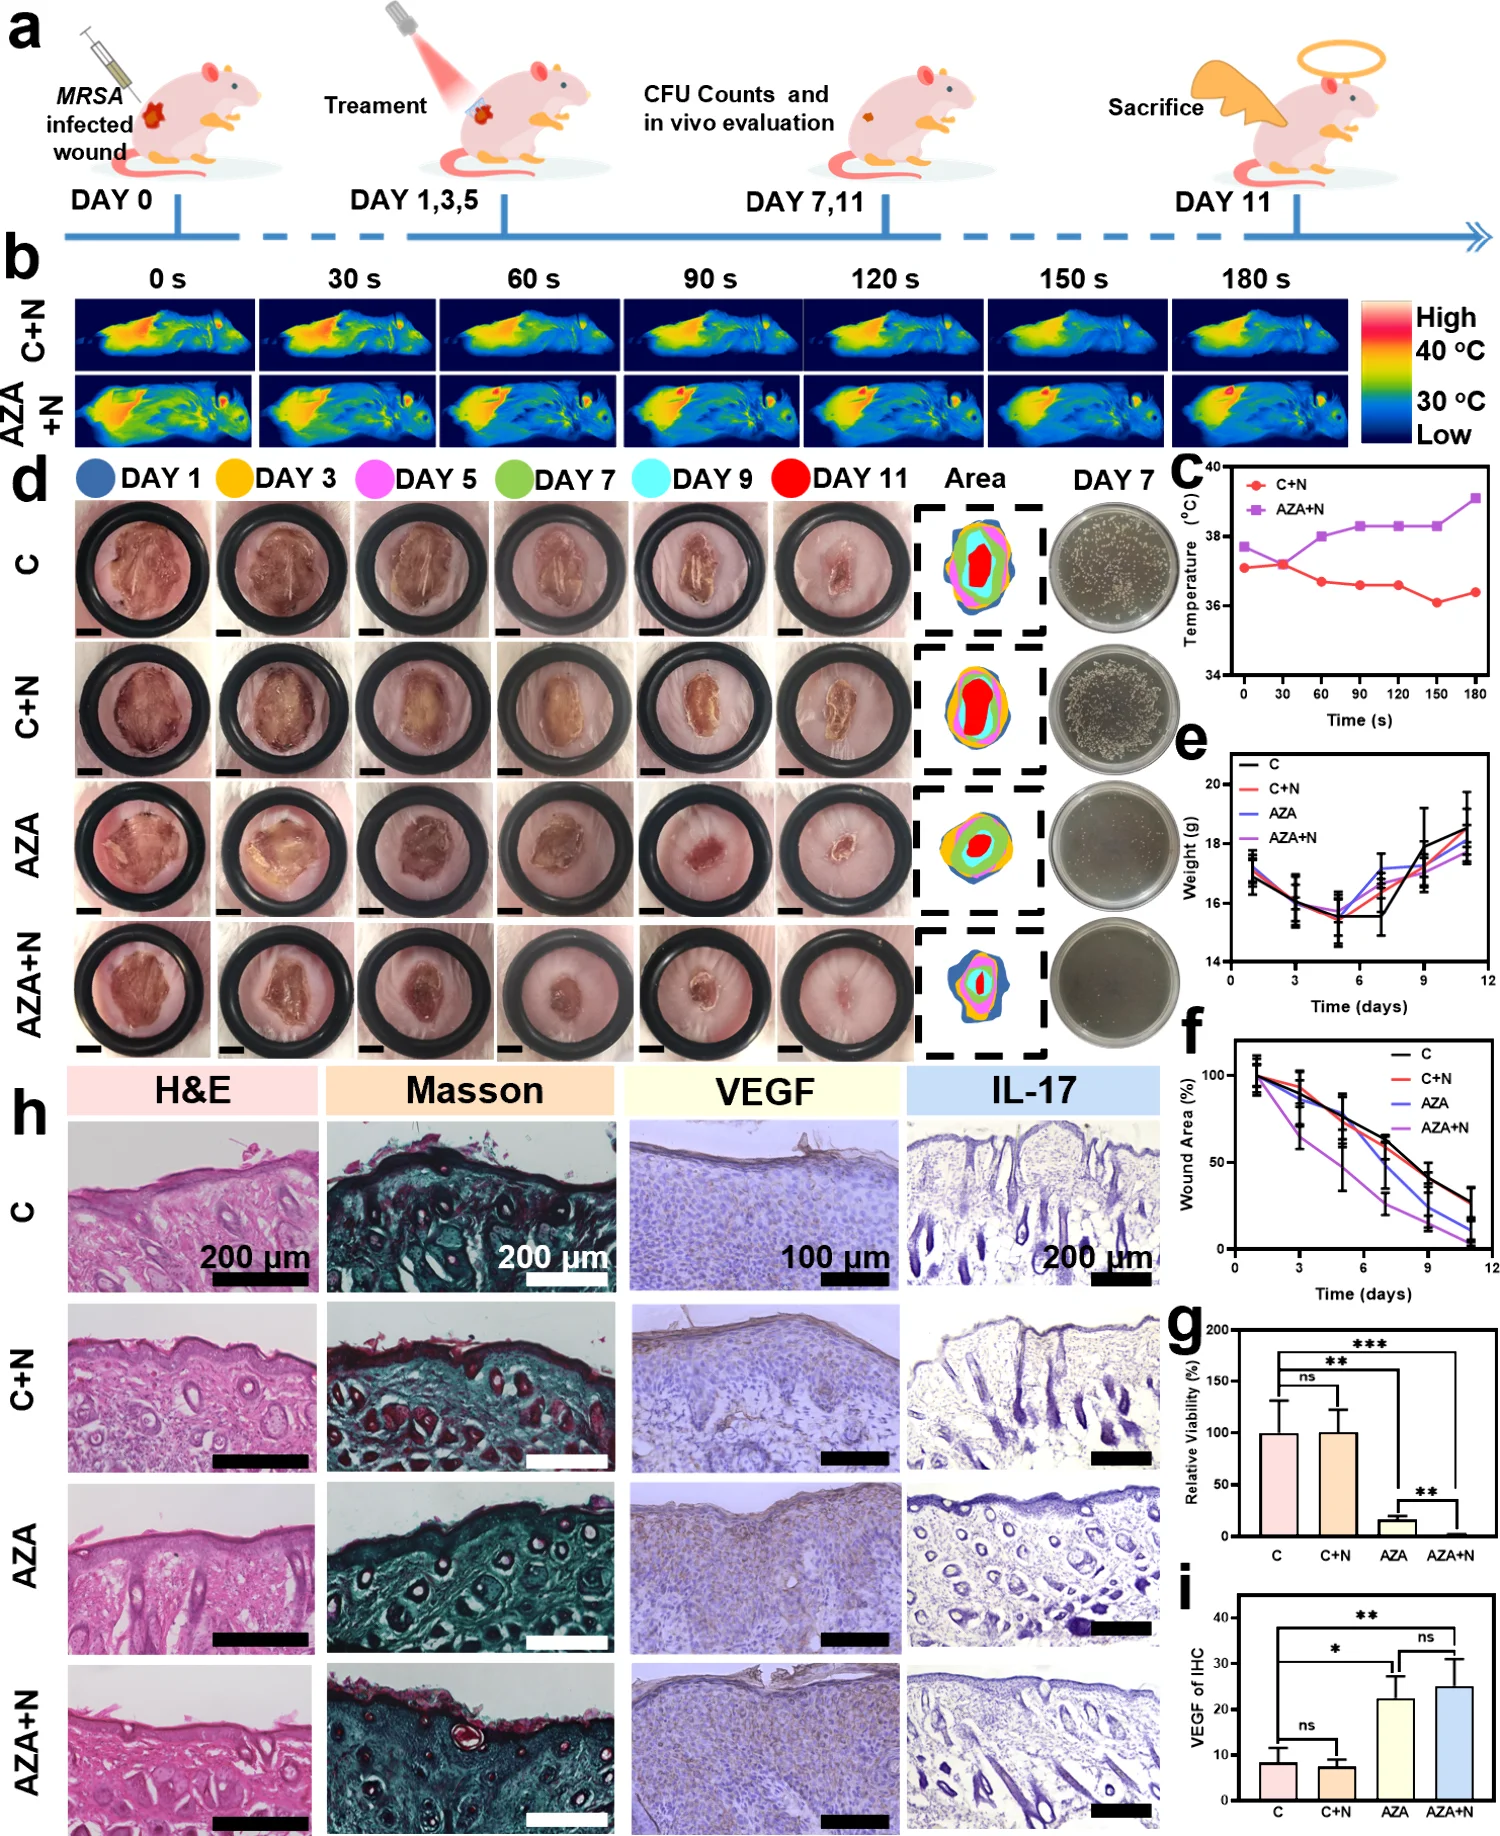 a
MRSA
infected
wound
Treament
CFU Counts and
in vivo evaluation
Sacrifice
DAY 0
DAY 1,3,5
DAY 7,11
DAY 11
b
0 s
30 s
60 s
90 s
120 s
150 s
180 s
C+N
AZA
+N
High
40 °C
30 °C
Low
c
40
38
36
34
Temperature (°C)
C+N
AZA+N
0
30
60
90
120
150
180
Time (s)
d
DAY 1
DAY 3
DAY 5
DAY 7
DAY 9
DAY 11
Area
DAY 7
C
C+N
AZA
AZA+N
e
20
18
16
14
Weight (g)
C
C+N
AZA
AZA+N
0
3
6
9
12
Time (days)
f
100
50
0
Wound Area (%)
C
C+N
AZA
AZA+N
0
3
6
9
12
Time (days)
g
200
150
100
50
0
Relative Viability (%)
***
**
ns
**
C
C+N
AZA
AZA+N
h
H&E
Masson
VEGF
IL-17
C
200 µm
200 µm
100 µm
200 µm
C+N
AZA
AZA+N
i
40
30
20
10
0
VEGF of IHC
**
ns
*
ns
C
C+N
AZA
AZA+N